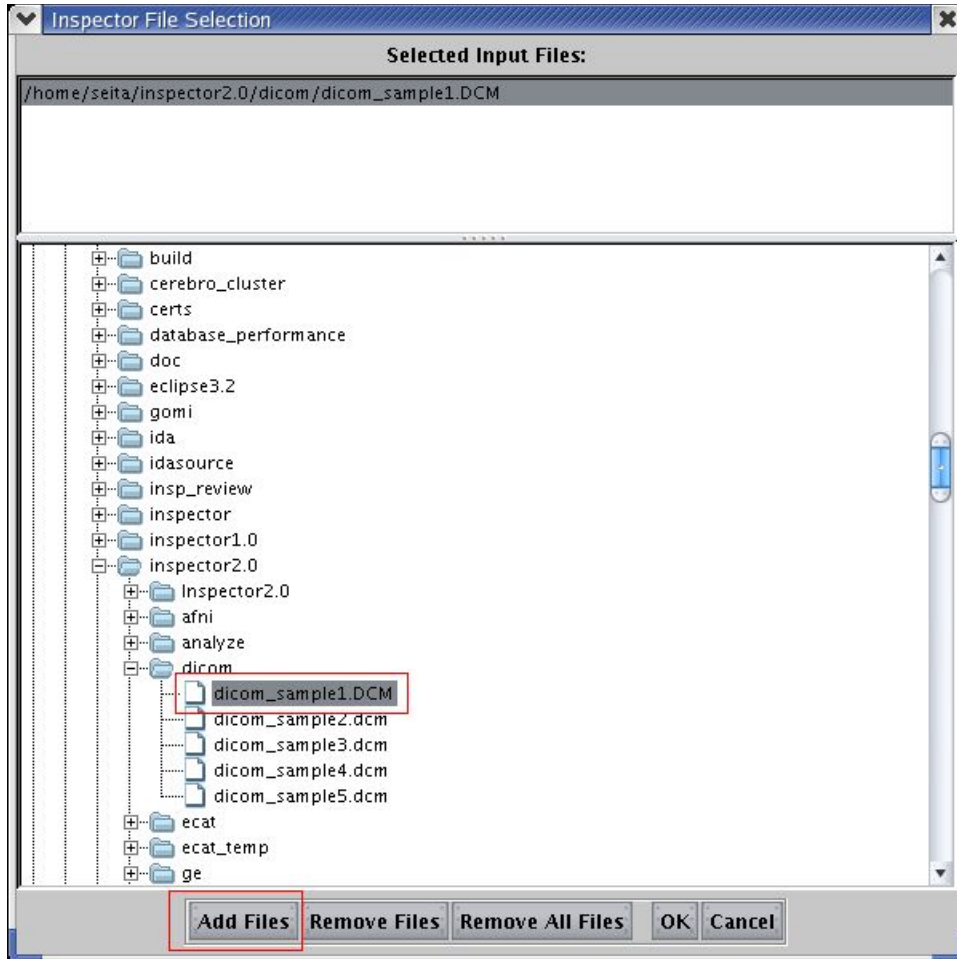 Inspector File Selection
Selected Input Files:
/home/seita/inspector2.0/dicom/dicom_sample1.DCM
build
cerebro_cluster
certs
database_performance
doc
eclipse3.2
gomi
ida
idasource
insp_review
inspector
inspector1.0
inspector2.0
Inspector2.0
afni
analyze
dicom
dicom_sample1.DCM
dicom_sample2.dcm
dicom_sample3.dcm
dicom_sample4.dcm
dicom_sample5.dcm
ecat
ecat_temp
ge
Add Files Remove Files Remove All Files OK Cancel